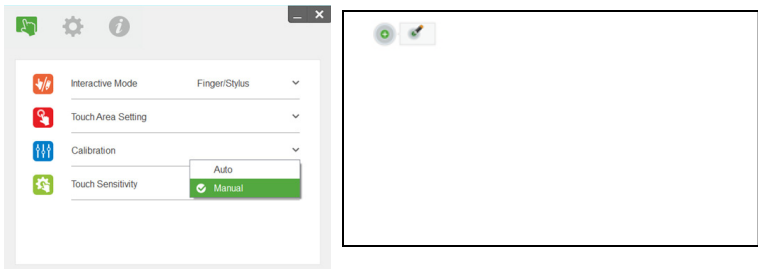 Interactive Mode Finger/Stylus
Touch Area Setting
Calibration
Auto
Touch Sensitivity
Manual